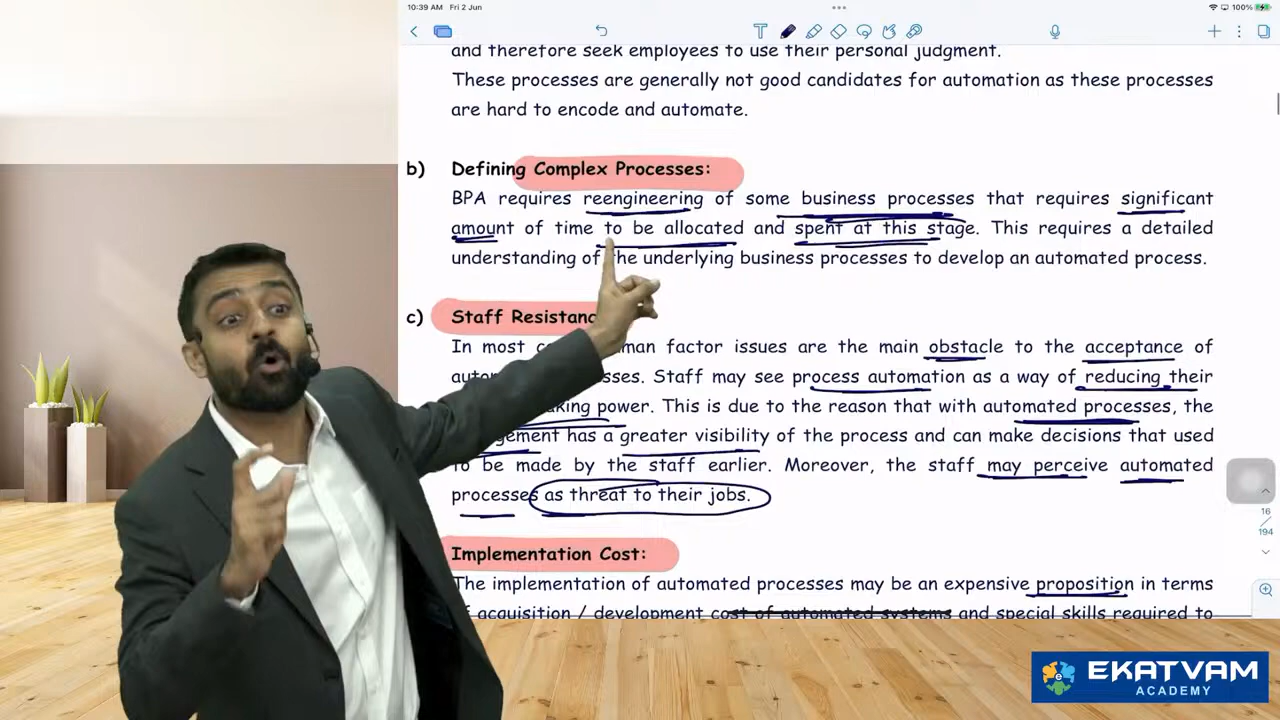 10:39 AM Fri 2 Jun
100%
and therefore seek employees to use their personal judgment.
These processes are generally not good candidates for automation as these processes
are hard to encode and automate.
b) Defining Complex Processes:
BPA requires reengineering of some business processes that requires significant
amount of time to be allocated and spent at this stage. This requires a detailed
understanding of the underlying business processes to develop an automated process.
c) Staff Resistanc
In most human factor issues are the main obstacle to the acceptance of
Staff may see process automation as a way of reducing their
power. This is due to the reason that with automated processes, the
has a greater visibility of the process and can make decisions that used
to be made by the staff earlier. Moreover, the staff may perceive automated
processes as threat to their jobs.
Implementation Cost:
The implementation of automated processes may be an expensive proposition in terms
of acquisition / development cost of automated systems and special skills required to
16
/
194
EKATVAM
ACADEMY